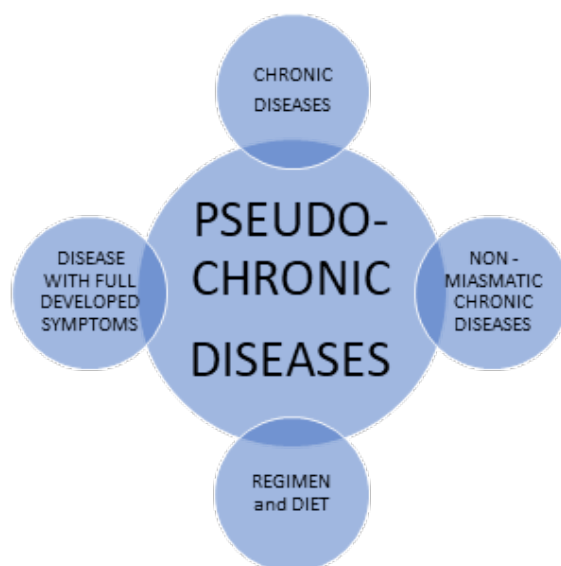 CHRONIC
DISEASES
PSEUDO-
CHRONIC
DISEASES
DISEASE
WITH FULL
DEVELOPED
SYMPTOMS
NON -
MIASMATIC
CHRONIC
DISEASES
REGIMEN
and DIET